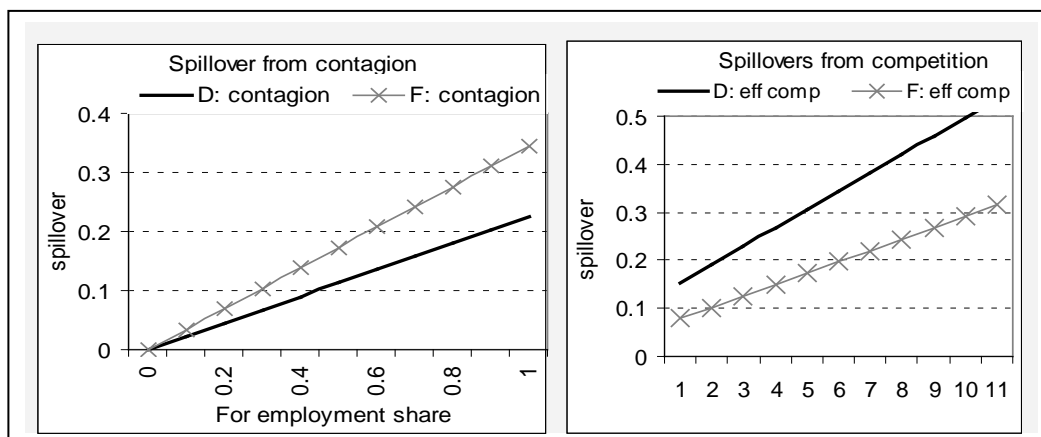 Spillover from contagion
D: contagion F: contagion
0.4
0.3
0.2
0.1
0
spillover
0 0.2 0.4 0.6 0.8 1
For employment share
Spillovers from competition
D: eff comp F: eff comp
0.5
0.4
0.3
0.2
0.1
0
spillover
1 2 3 4 5 6 7 8 9 10 11